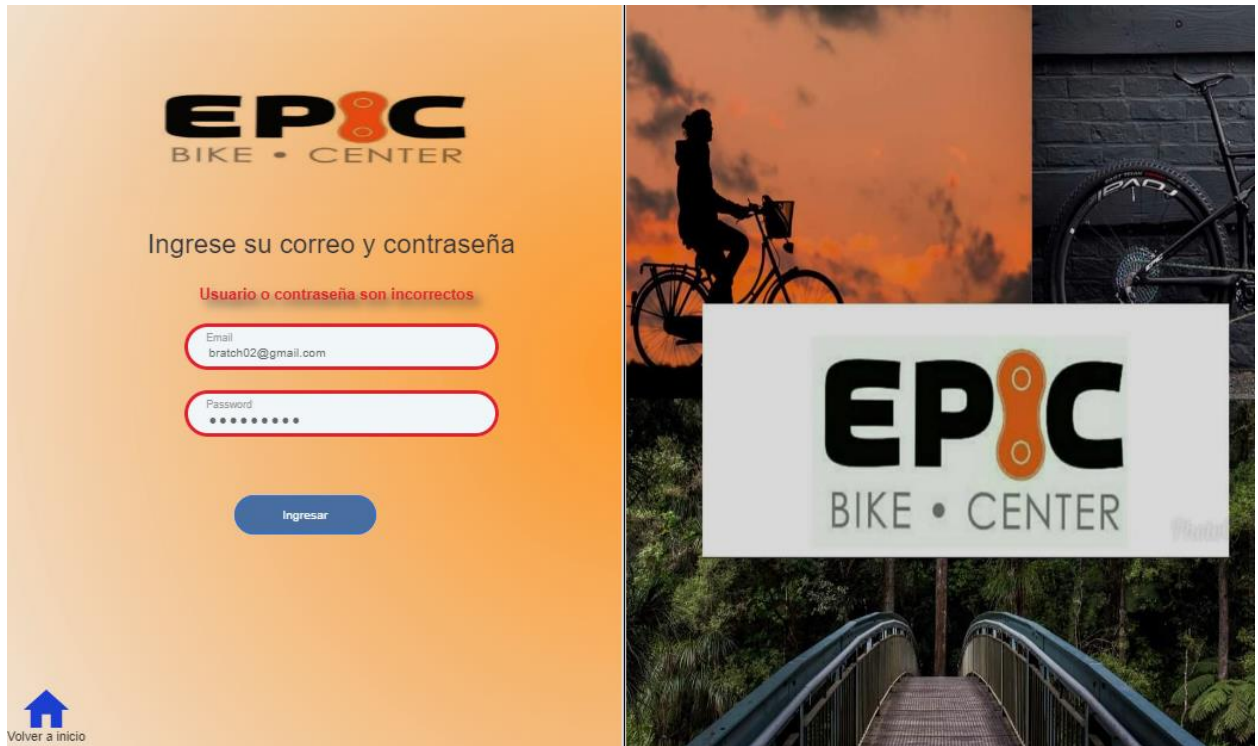 EPIC
BIKE • CENTER
Ingrese su correo y contraseña
Usuario o contraseña son incorrectos
Email
bratch02@gmail.com
Password
•••••••••
Ingresar
Volver a inicio
EPIC
BIKE • CENTER